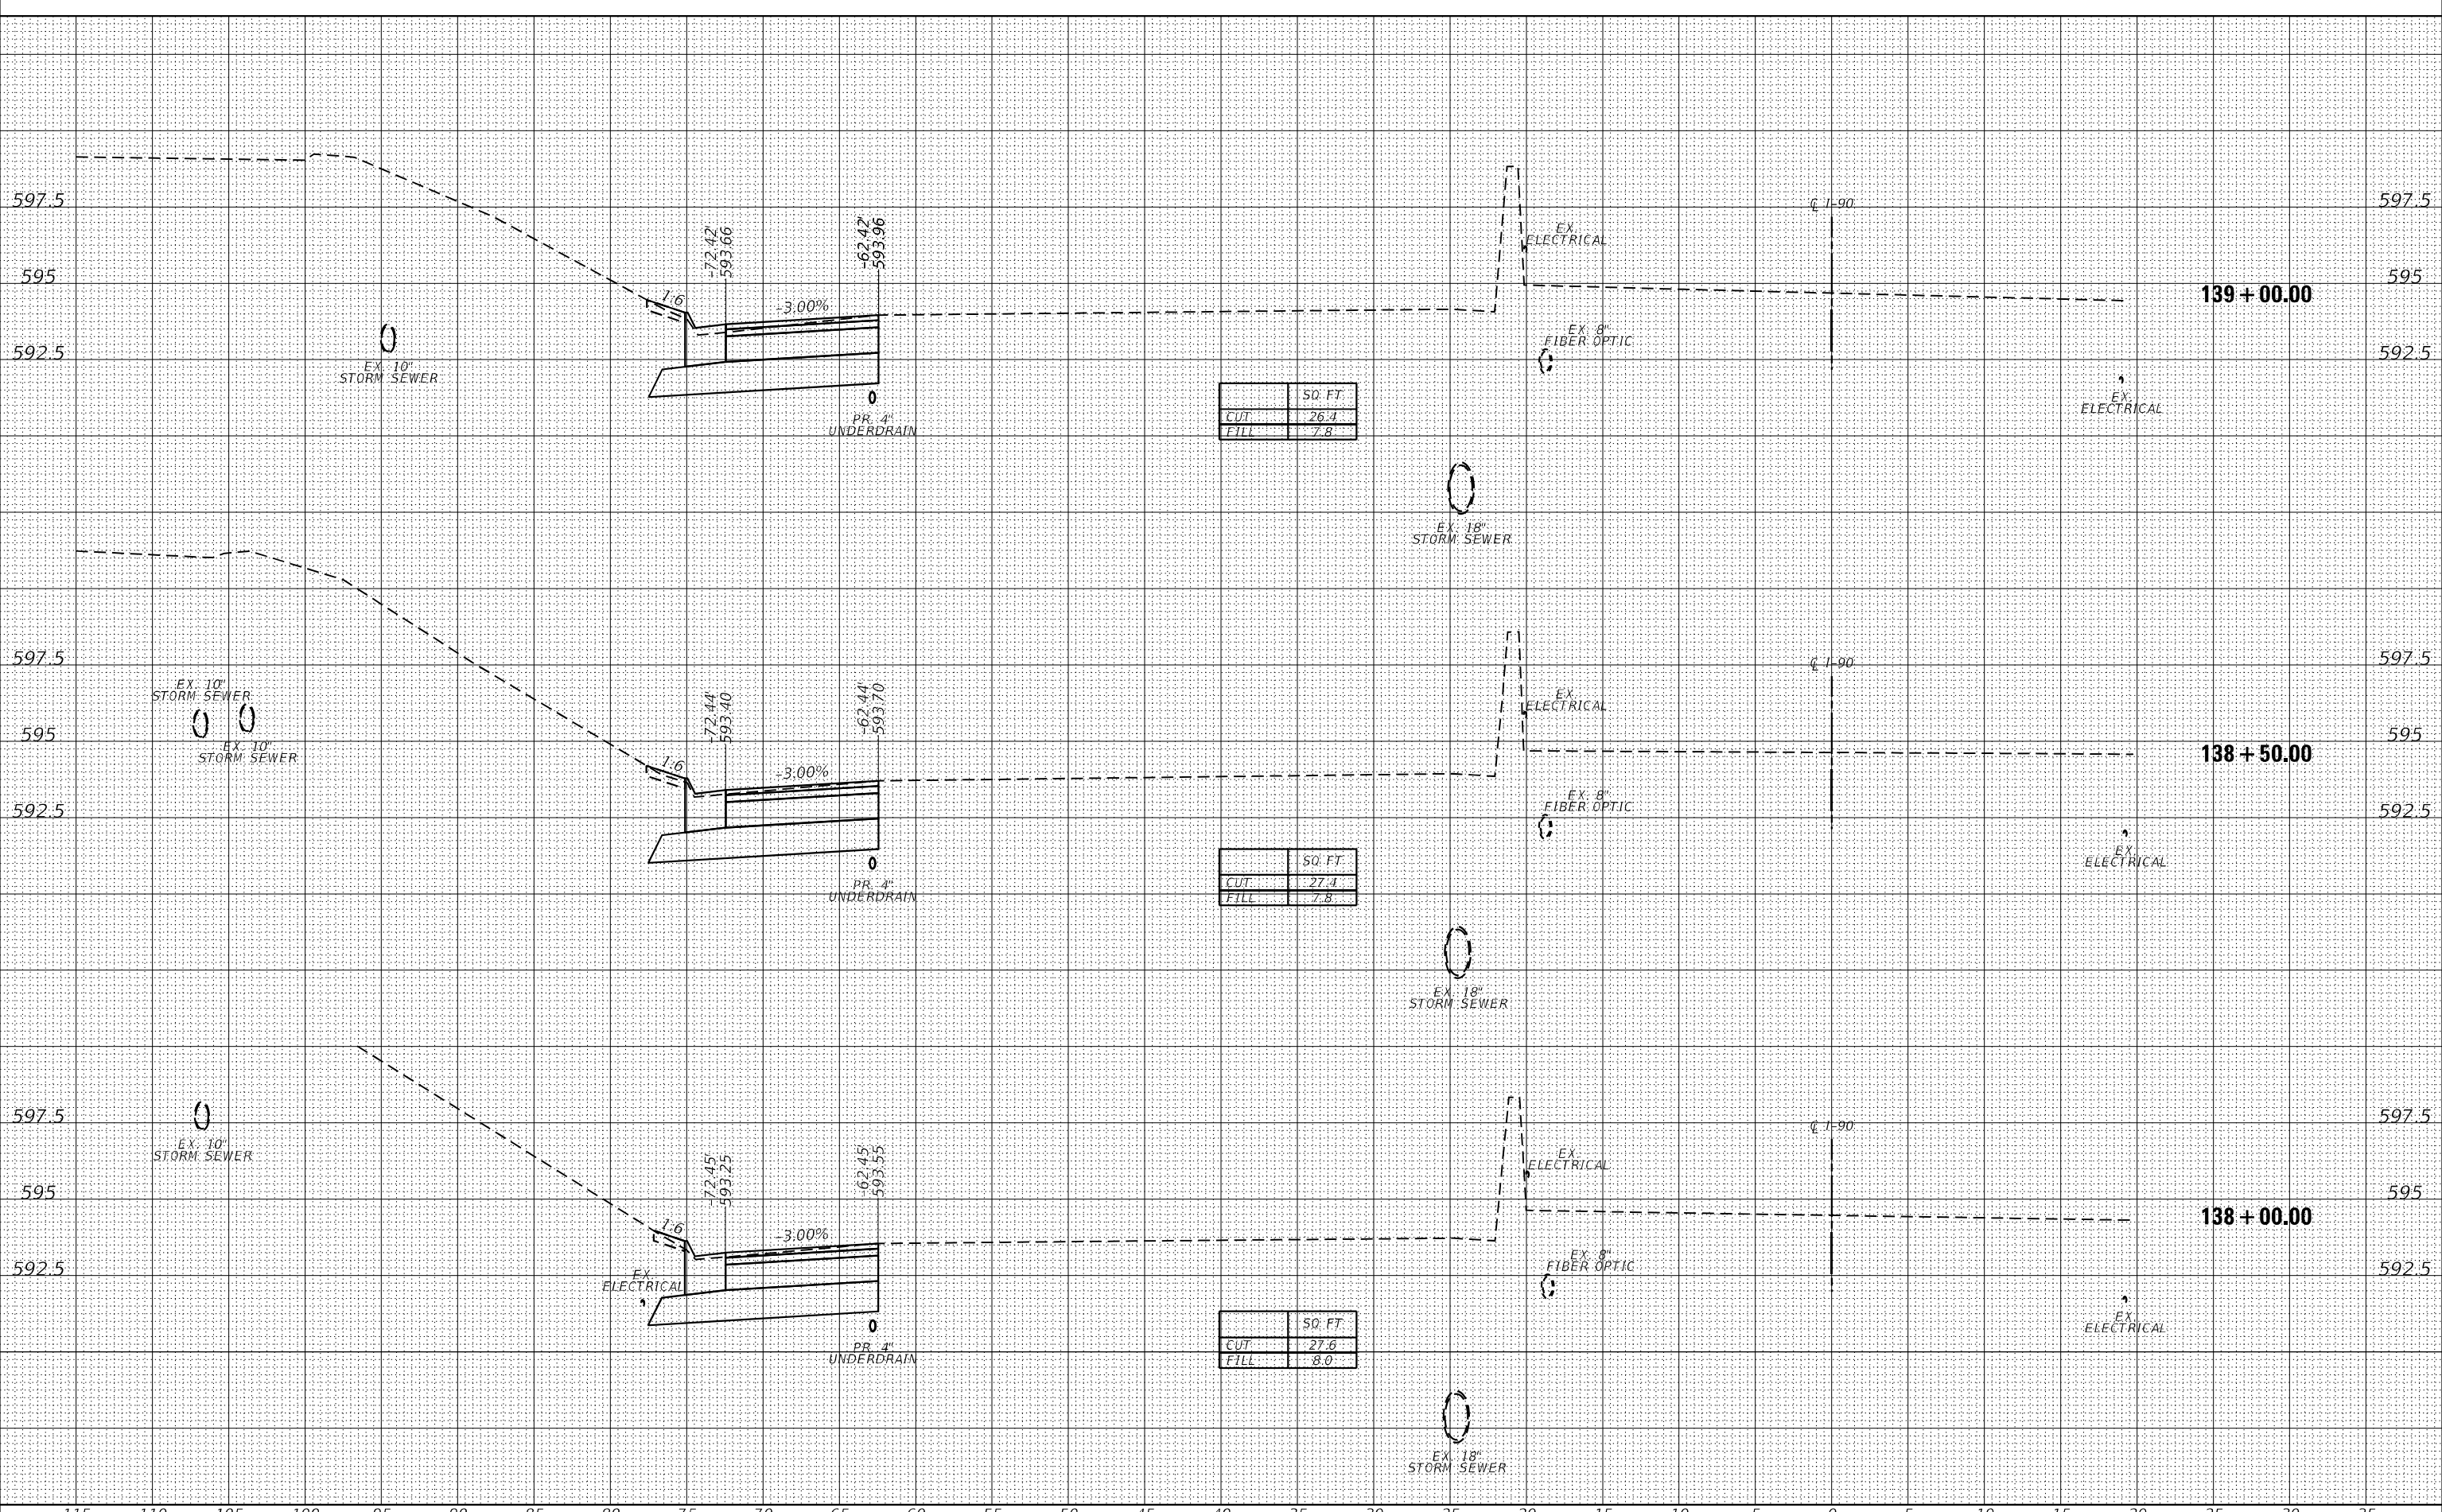 597.5
597.5
℄ I-90
-72.42'
593.66
-62.42'
593.96
EX.
ELECTRICAL
595
595
1:6
-3.00%
139+00.00
EX. 8"
FIBER OPTIC
592.5
592.5
EX. 10"
STORM SEWER
SQ FT
CUT 26.4
FILL 7.8
EX.
ELECTRICAL
PR. 4"
UNDERDRAIN
EX. 18"
STORM SEWER
597.5
597.5
℄ I-90
EX. 10"
STORM SEWER
-72.44'
593.40
-62.44'
593.70
EX.
ELECTRICAL
595
595
EX. 10"
STORM SEWER
1:6
-3.00%
138+50.00
EX. 8"
FIBER OPTIC
592.5
592.5
SQ FT
CUT 27.4
FILL 7.8
EX.
ELECTRICAL
PR. 4"
UNDERDRAIN
EX. 18"
STORM SEWER
597.5
597.5
℄ I-90
EX. 10"
STORM SEWER
-72.45'
593.25
-62.45'
593.55
EX.
ELECTRICAL
595
595
1:6
-3.00%
138+00.00
EX. 8"
FIBER OPTIC
592.5
592.5
EX.
ELECTRICAL
SQ FT
CUT 27.6
FILL 8.0
EX.
ELECTRICAL
PR. 4"
UNDERDRAIN
EX. 18"
STORM SEWER